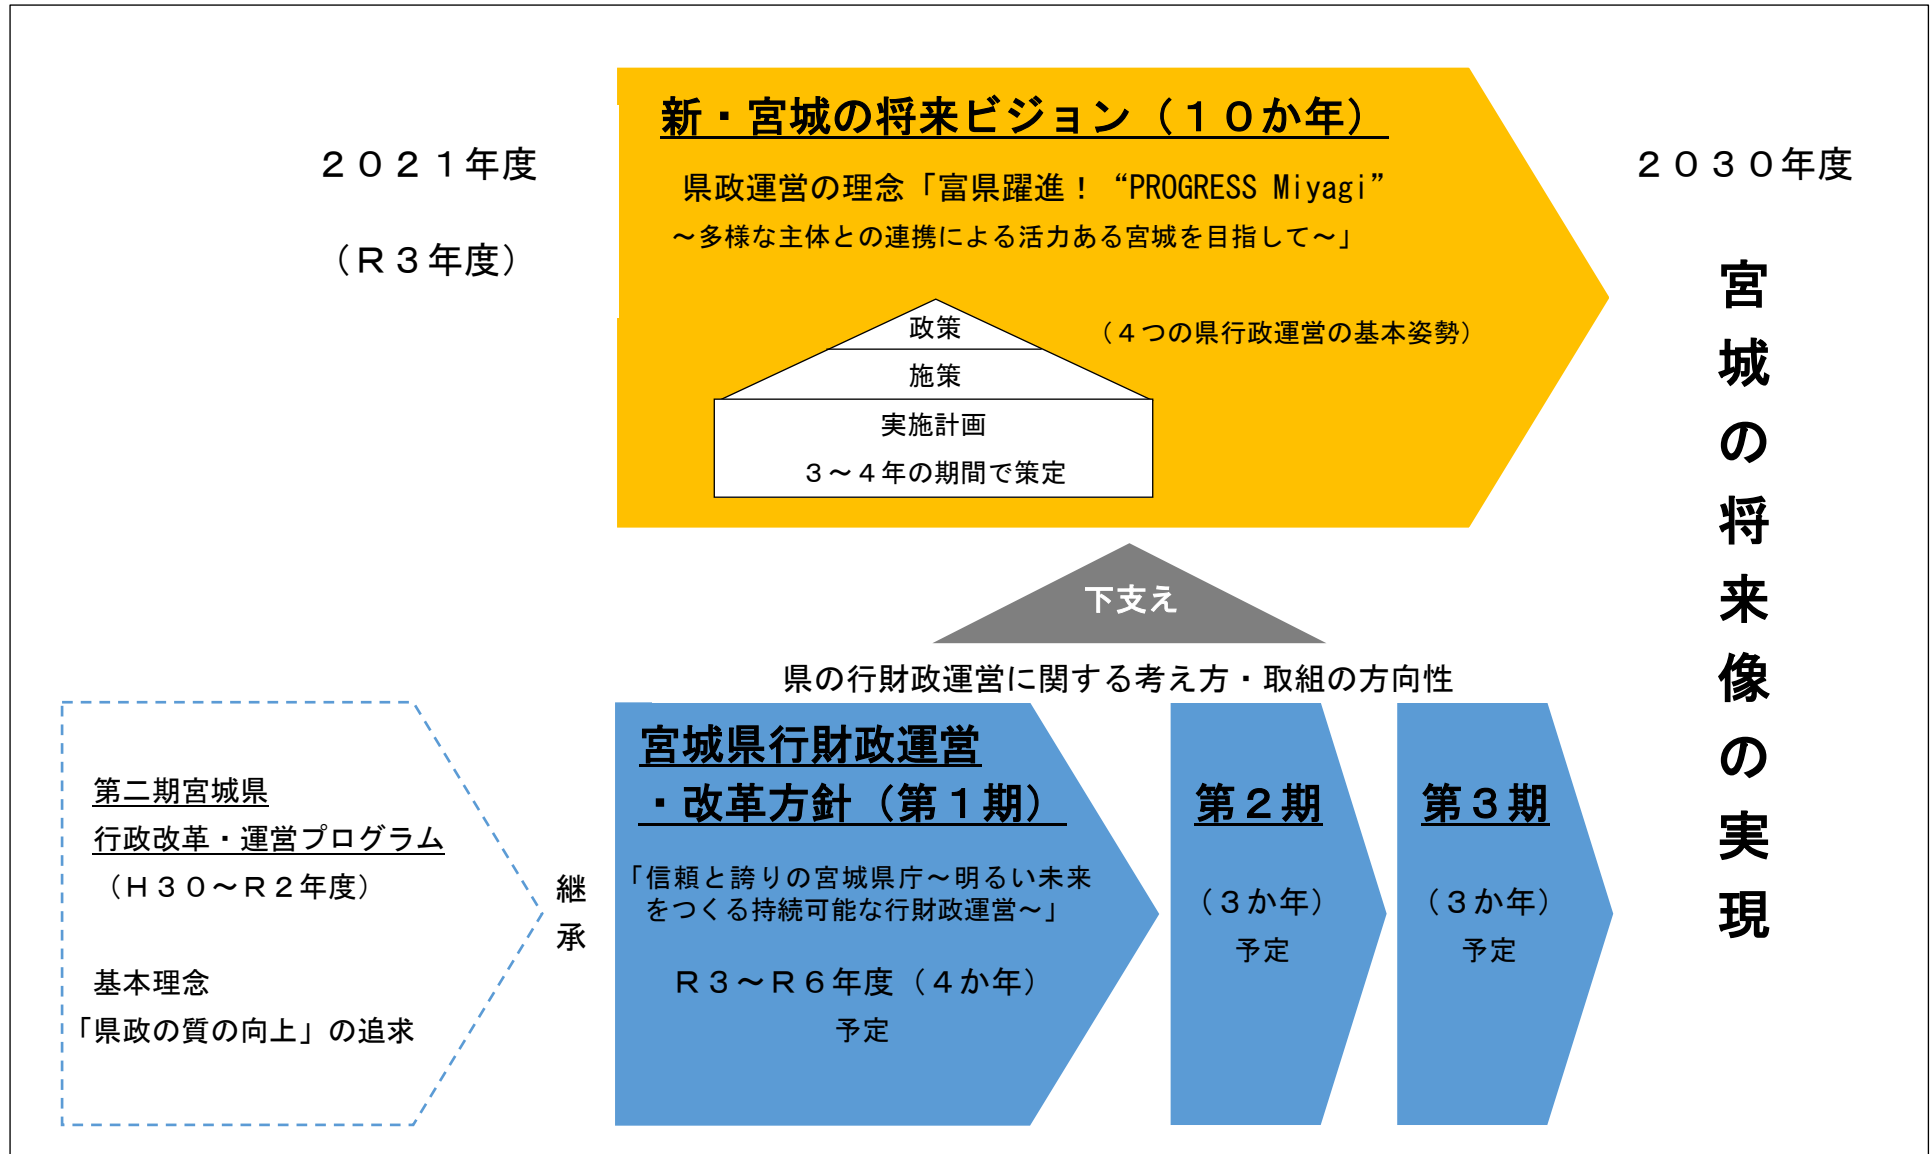 ２０２１年度
（Ｒ３年度）
新・宮城の将来ビジョン（１０か年）
県政運営の理念「富県躍進！“PROGRESS Miyagi”
～多様な主体との連携による活力ある宮城を目指して～」
政策
施策
実施計画
３～４年の期間で策定
（４つの県行政運営の基本姿勢）
２０３０年度
宮城の将来像の実現
下支え
県の行財政運営に関する考え方・取組の方向性
第二期宮城県
行政改革・運営プログラム
（Ｈ３０～Ｒ２年度）
基本理念
「県政の質の向上」の追求
継承
宮城県行財政運営
・改革方針（第１期）
「信頼と誇りの宮城県庁～明るい未来
をつくる持続可能な行財政運営～」
Ｒ３～Ｒ６年度（４か年）
予定
第２期
（３か年）
予定
第３期
（３か年）
予定